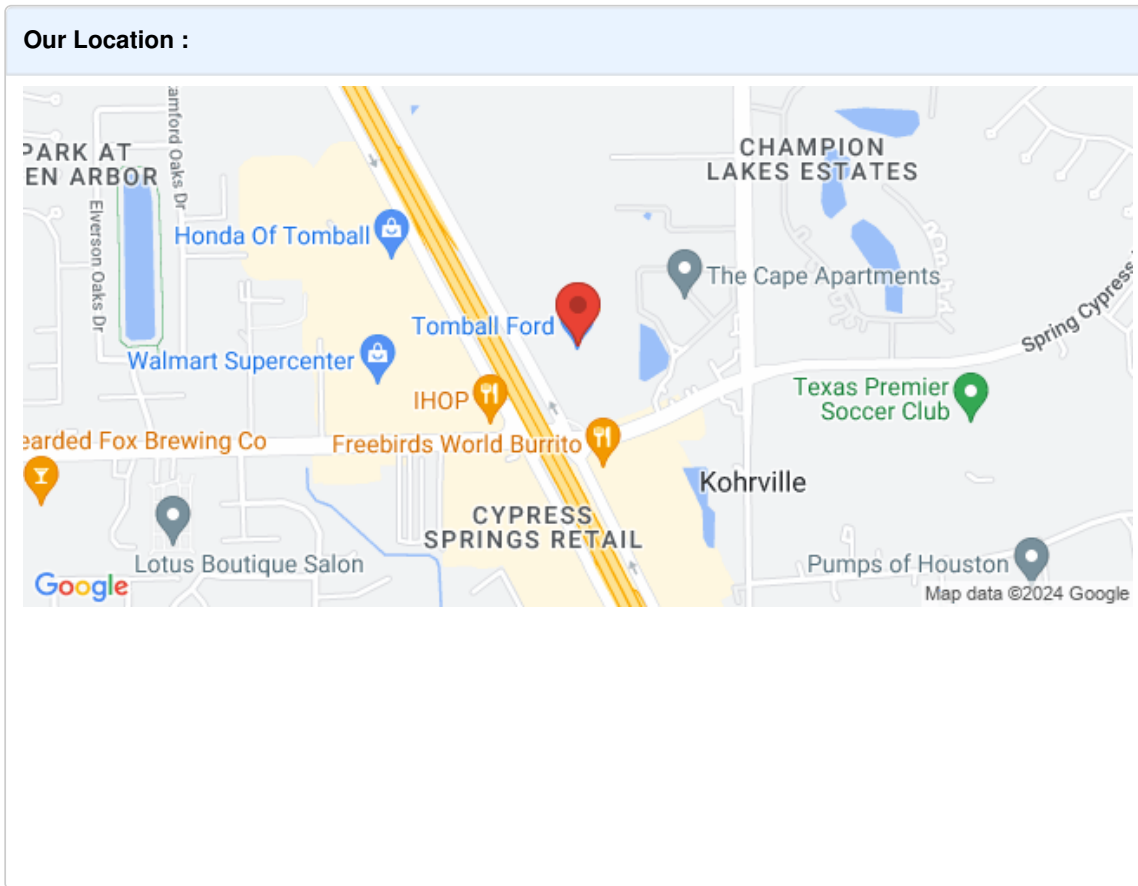 Our Location :
PARK AT
EN ARBOR
amford Oaks Dr
Elverson Oaks Dr
Honda Of Tomball
CHAMPION
LAKES ESTATES
The Cape Apartments
Tomball Ford
Walmart Supercenter
Spring Cypress
IHOP
Texas Premier
Soccer Club
earded Fox Brewing Co
Freebirds World Burrito
Kohrville
CYPRESS
SPRINGS RETAIL
Lotus Boutique Salon
Pumps of Houston
Google
Map data ©2024 Google